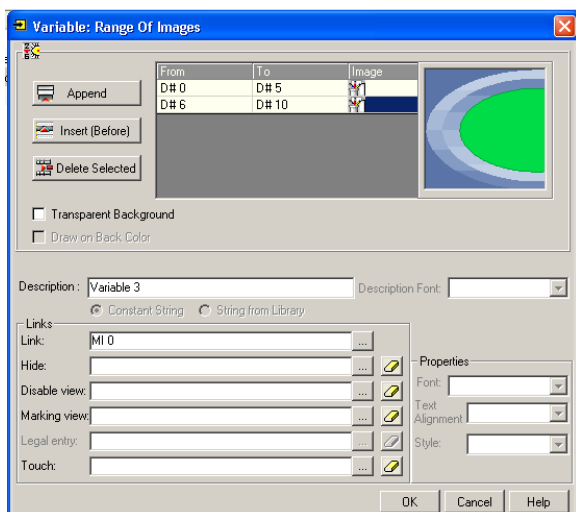 Variable: Range Of Images
From To Image
D# 0 D# 5
D# 6 D# 10
Append
Insert (Before)
Delete Selected
Transparent Background
Draw on Back Color
Description : Variable 3 Description Font:
Constant String String from Library
Links
Link: MI 0 ...
Hide: ...
Disable view: ...
Marking view: ...
Legal entry: ...
Touch: ...
Properties
Font:
Text Alignment
Style:
OK Cancel Help